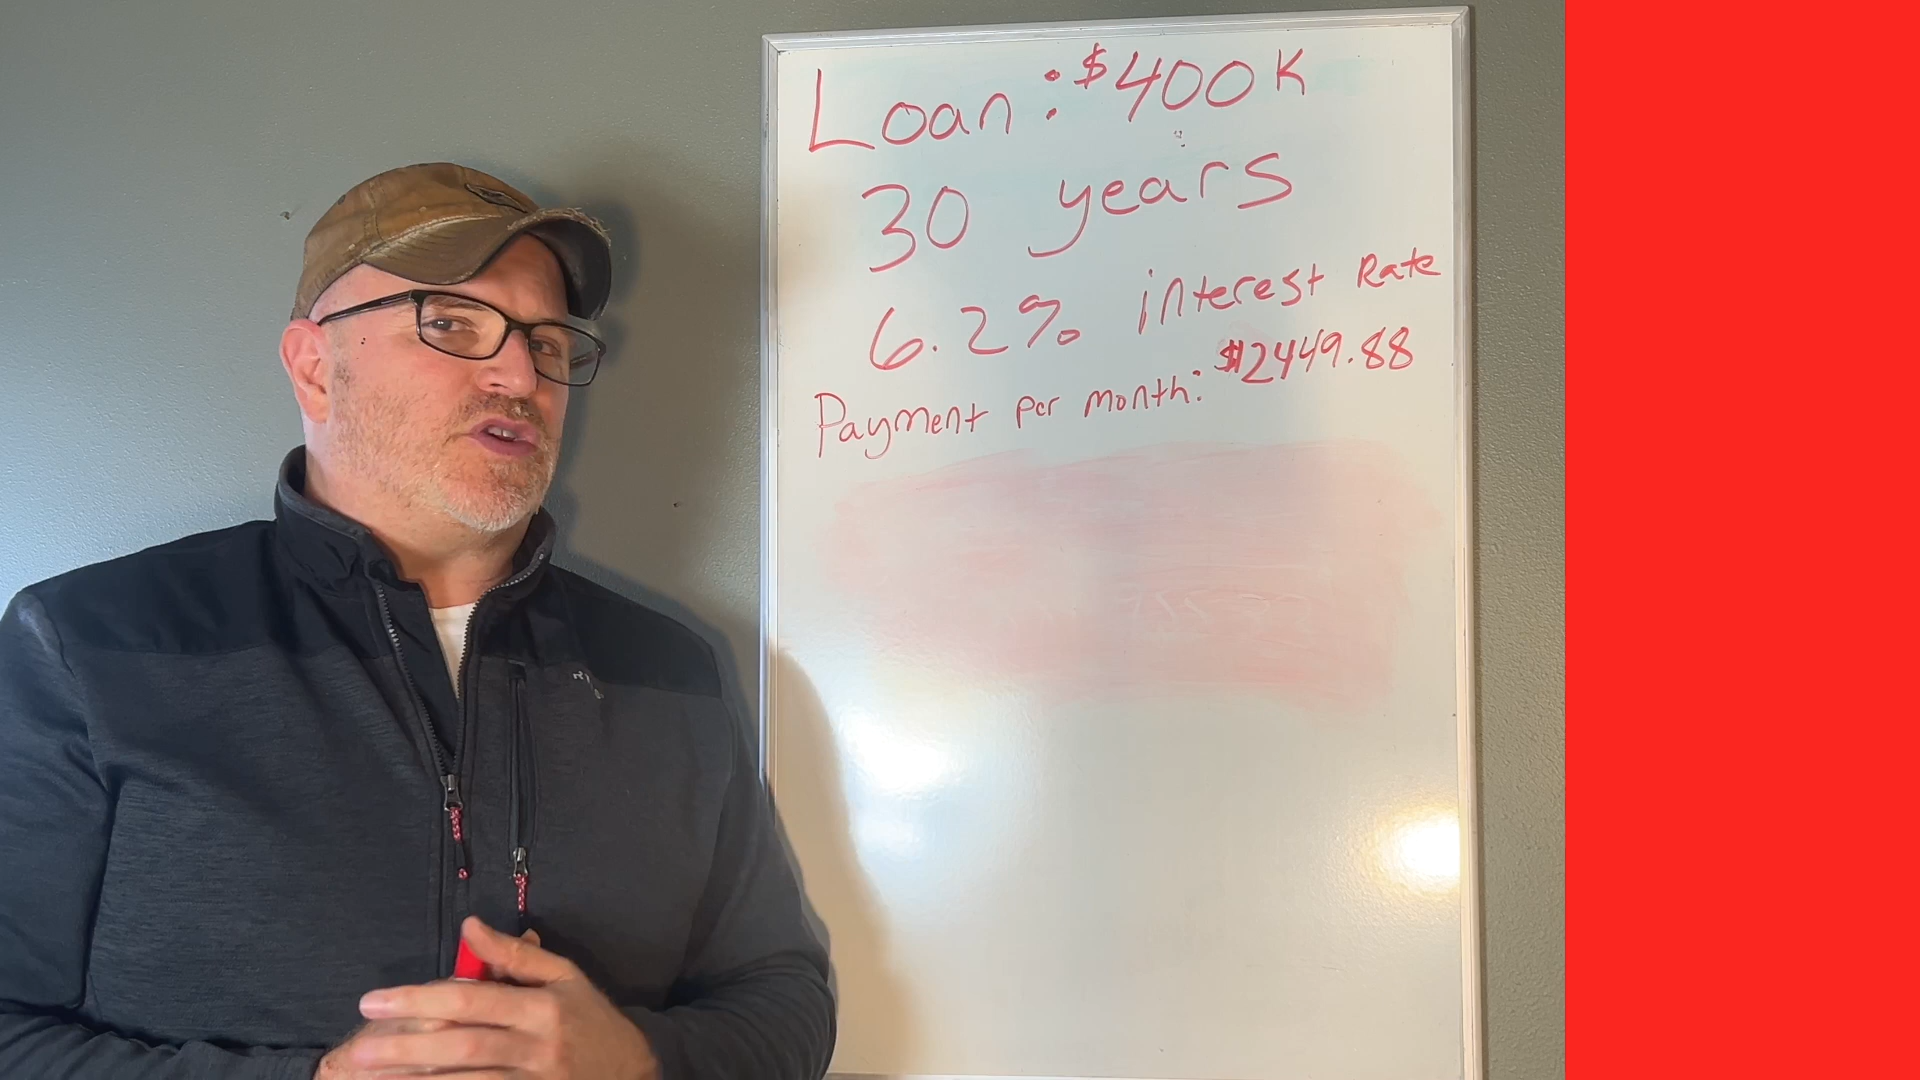 Loan: $400K
30 years
6.2% interest Rate
Payment per month: $2449.88